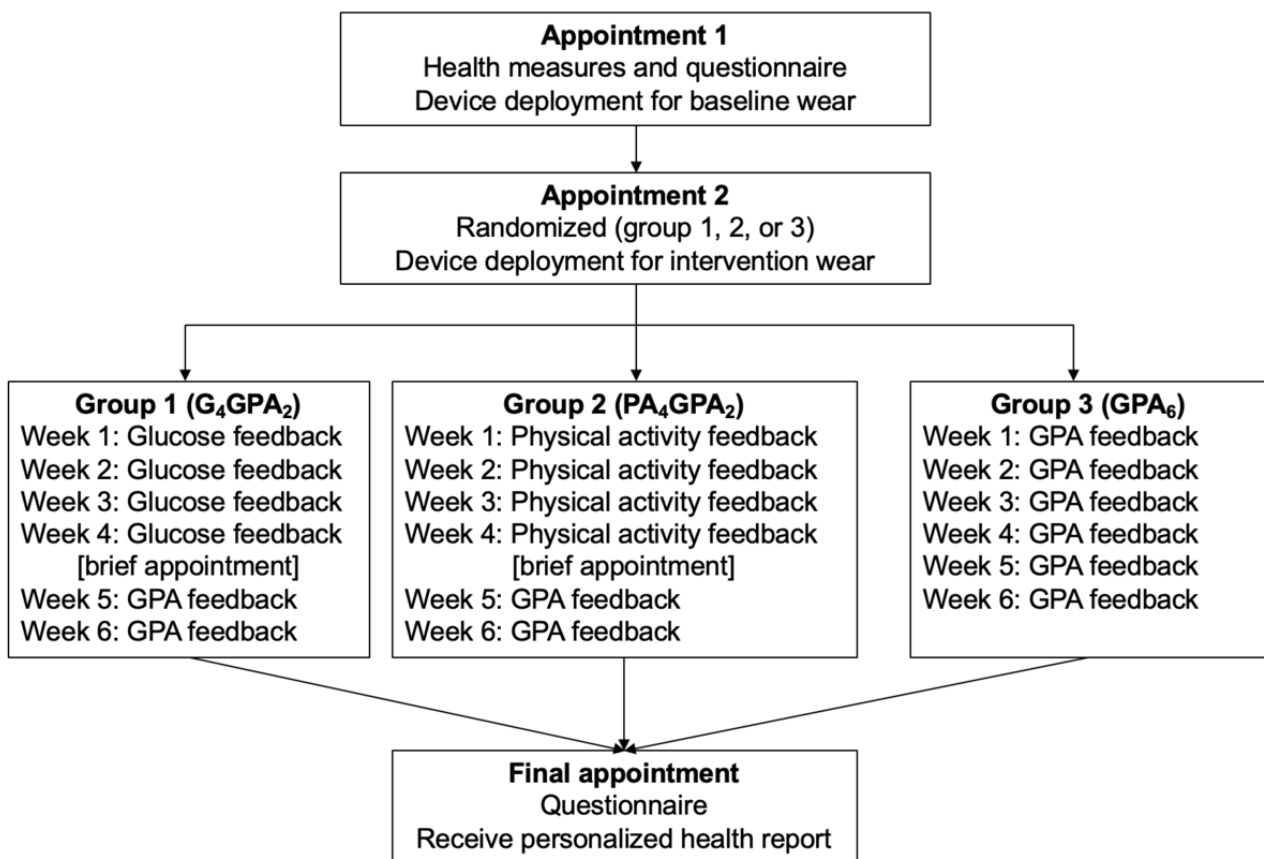 Appointment 1
Health measures and questionnaire
Device deployment for baseline wear
Appointment 2
Randomized (group 1, 2, or 3)
Device deployment for intervention wear
Group 1 (G₄GPA₂)
Week 1: Glucose feedback
Week 2: Glucose feedback
Week 3: Glucose feedback
Week 4: Glucose feedback
[brief appointment]
Week 5: GPA feedback
Week 6: GPA feedback
Group 2 (PA₄GPA₂)
Week 1: Physical activity feedback
Week 2: Physical activity feedback
Week 3: Physical activity feedback
Week 4: Physical activity feedback
[brief appointment]
Week 5: GPA feedback
Week 6: GPA feedback
Group 3 (GPA₆)
Week 1: GPA feedback
Week 2: GPA feedback
Week 3: GPA feedback
Week 4: GPA feedback
Week 5: GPA feedback
Week 6: GPA feedback
Final appointment
Questionnaire
Receive personalized health report